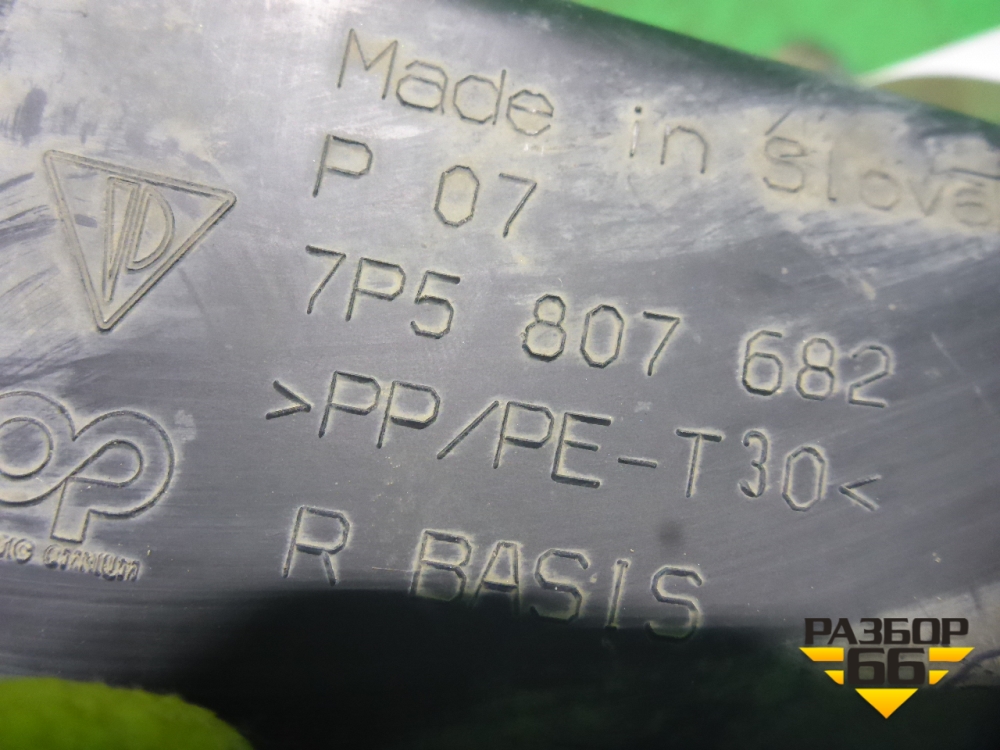 Made in Slova
P 07
7P5 807 682
>PP/PE-T30<
R BASIS
РАЗБОР
66